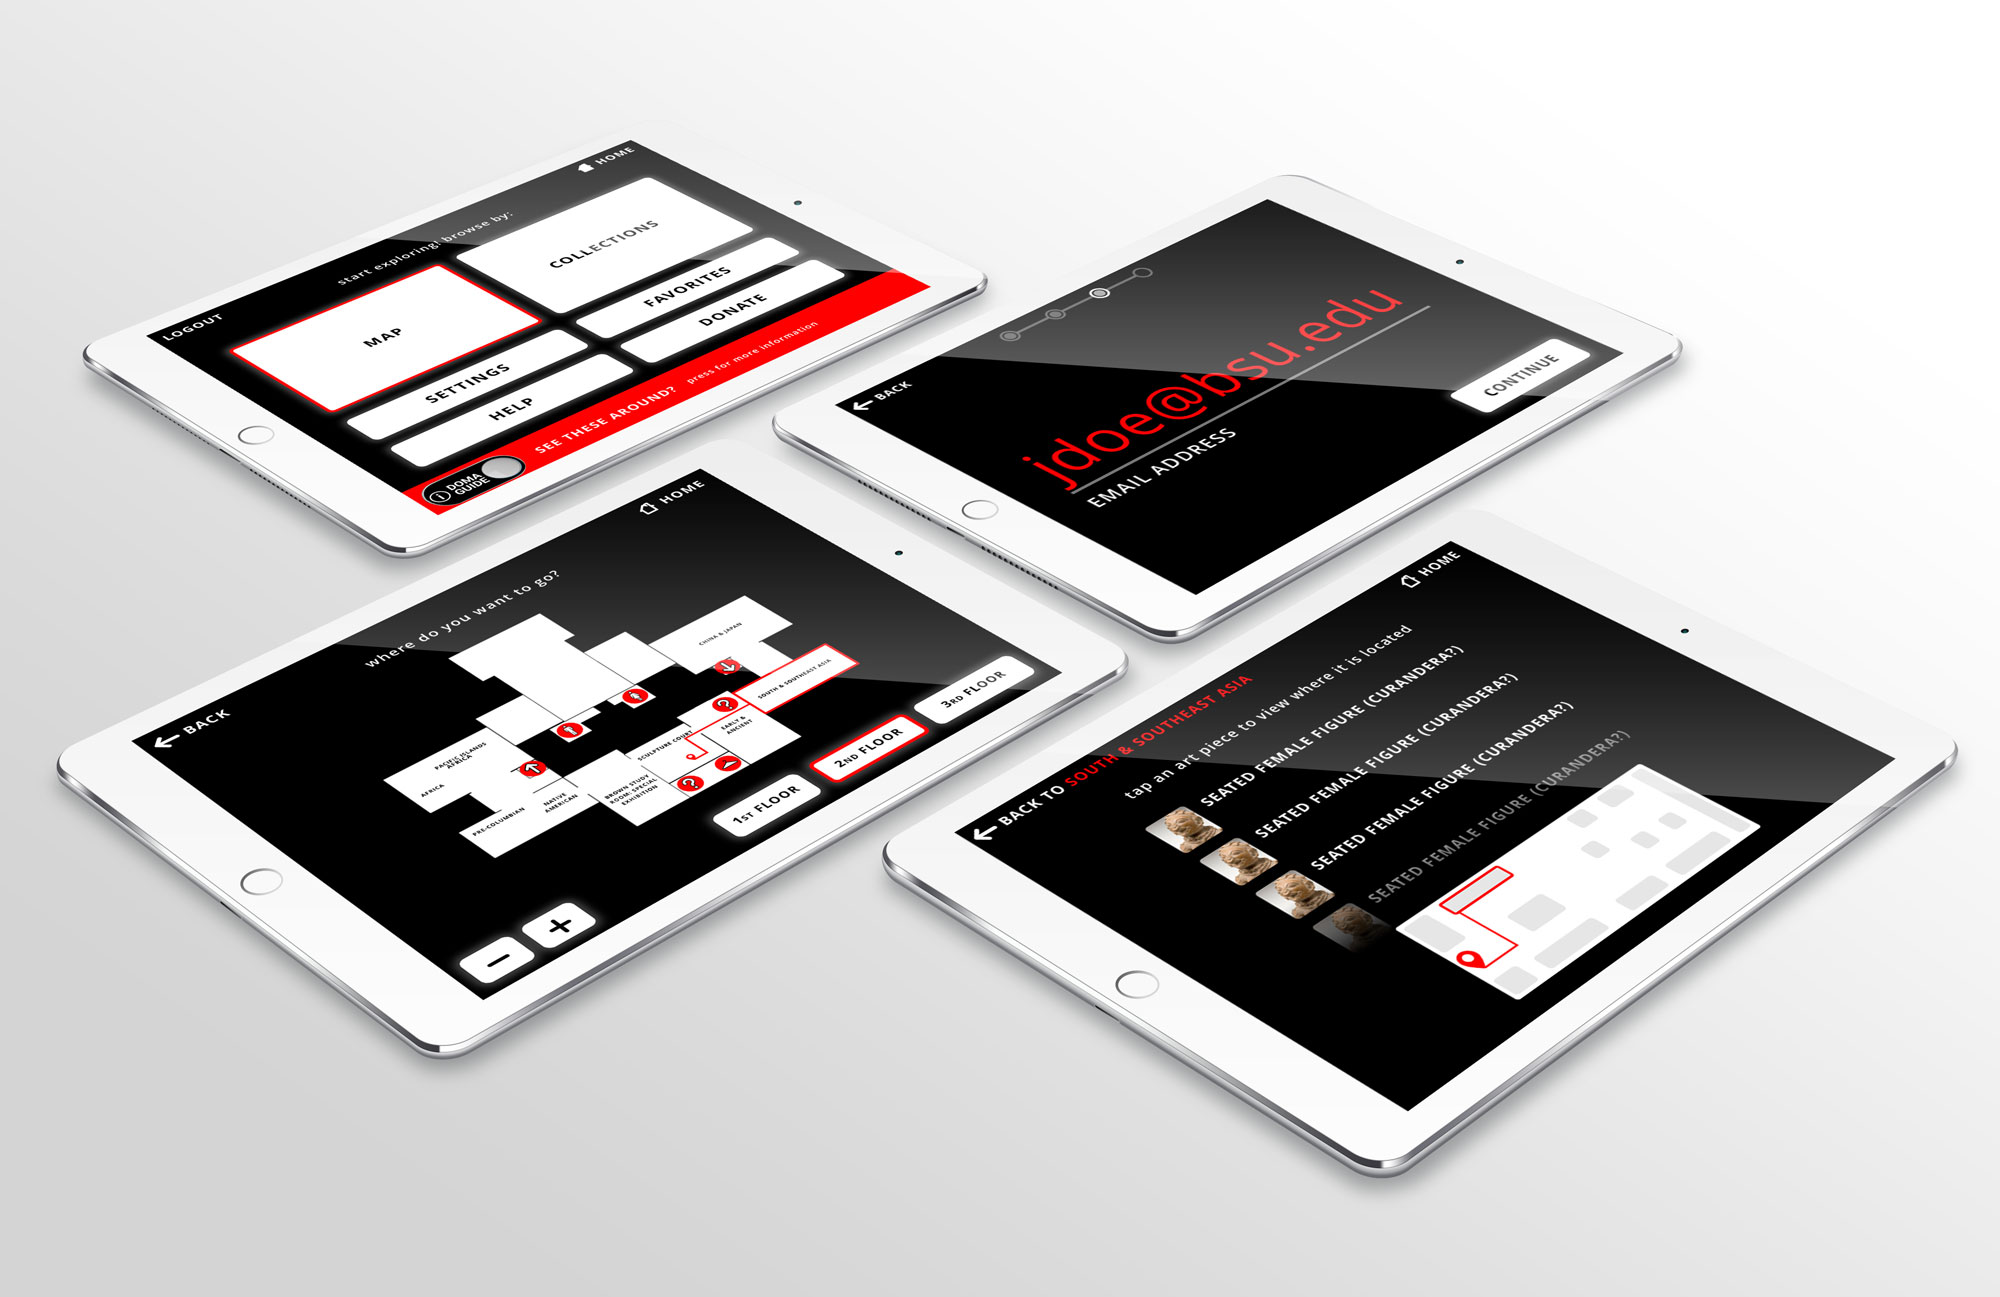 HOME
LOGOUT
start exploring! browse by:
MAP
COLLECTIONS
SETTINGS
FAVORITES
HELP
DONATE
DOMA
GUIDE
SEE THESE AROUND? press for more information
BACK
jdoe@bsu.edu
EMAIL ADDRESS
CONTINUE
BACK
HOME
where do you want to go?
CHINA & JAPAN
SOUTH & SOUTHEAST ASIA
EARLY &
ANCIENT
SCULPTURE COURT
PACIFIC ISLANDS
AFRICA
AFRICA
PRE-COLUMBIAN
NATIVE
AMERICAN
BROWN STUDY
ROOM: SPECIAL
EXHIBITION
1ST FLOOR
2ND FLOOR
3RD FLOOR
BACK TO SOUTH & SOUTHEAST ASIA
HOME
tap an art piece to view where it is located
SEATED FEMALE FIGURE (CURANDERA?)
SEATED FEMALE FIGURE (CURANDERA?)
SEATED FEMALE FIGURE (CURANDERA?)
SEATED FEMALE FIGURE (CURANDERA?)